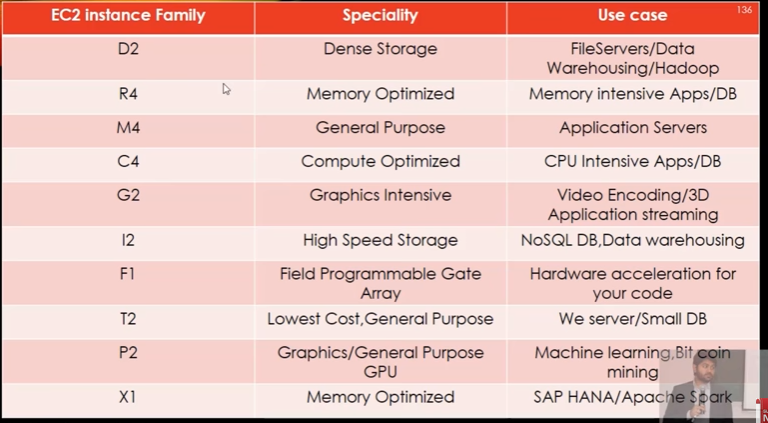 EC2 instance Family Speciality Use case 136
D2 Dense Storage FileServers/Data
Warehousing/Hadoop
R4 Memory Optimized Memory intensive Apps/DB
M4 General Purpose Application Servers
C4 Compute Optimized CPU Intensive Apps/DB
G2 Graphics Intensive Video Encoding/3D
Application streaming
I2 High Speed Storage NoSQL DB,Data warehousing
F1 Field Programmable Gate Hardware acceleration for
Array your code
T2 Lowest Cost,General Purpose We server/Small DB
P2 Graphics/General Purpose Machine learning,Bit coin
GPU mining
X1 Memory Optimized SAP HANA/Apache Spark